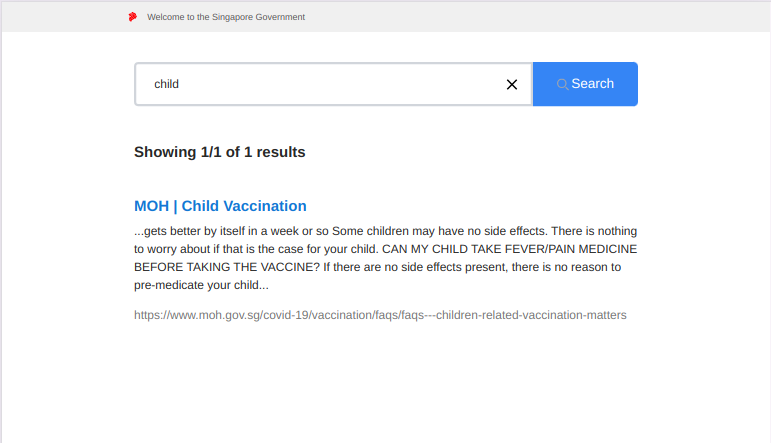 Welcome to the Singapore Government
child
Search
Showing 1/1 of 1 results
MOH | Child Vaccination
...gets better by itself in a week or so Some children may have no side effects. There is nothing
to worry about if that is the case for your child. CAN MY CHILD TAKE FEVER/PAIN MEDICINE
BEFORE TAKING THE VACCINE? If there are no side effects present, there is no reason to
pre-medicate your child...
https://www.moh.gov.sg/covid-19/vaccination/faqs/faqs---children-related-vaccination-matters